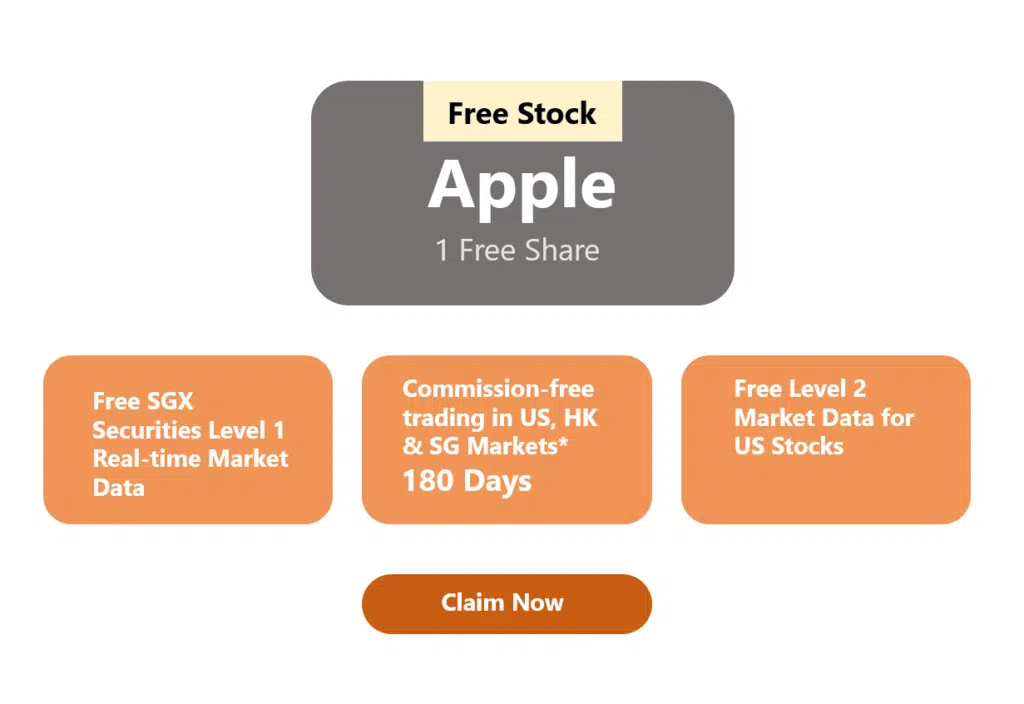 Free Stock
Apple
1 Free Share
Free SGX
Securities Level 1
Real-time Market
Data
Commission-free
trading in US, HK
& SG Markets*
180 Days
Free Level 2
Market Data for
US Stocks
Claim Now